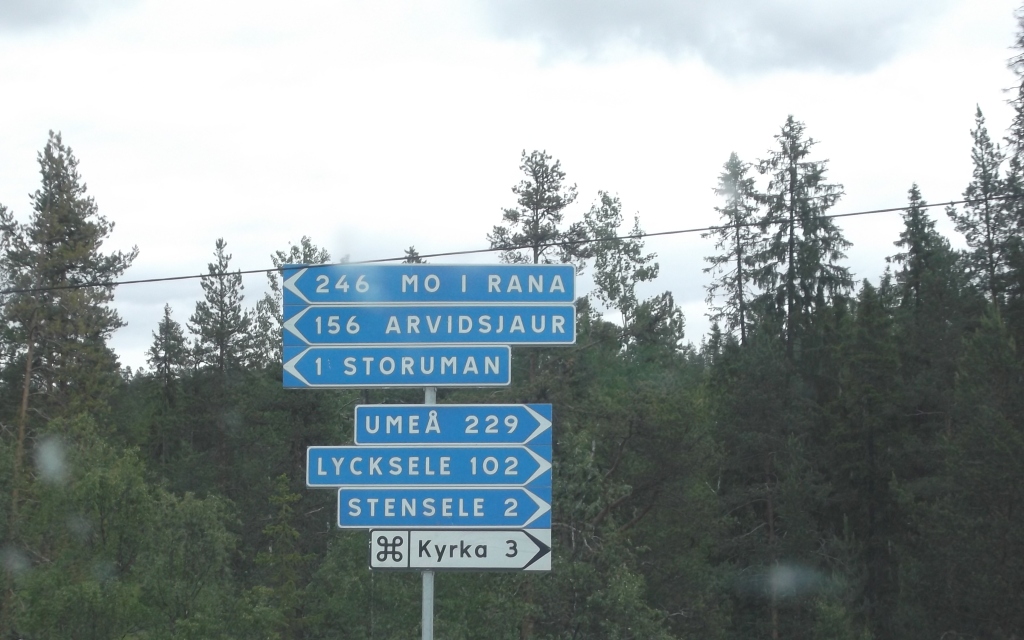 246 MO I RANA
156 ARVIDSJAUR
1 STORUMAN
UMEÅ 229
LYCKSELE 102
STENSELE 2
⌘ Kyrka 3